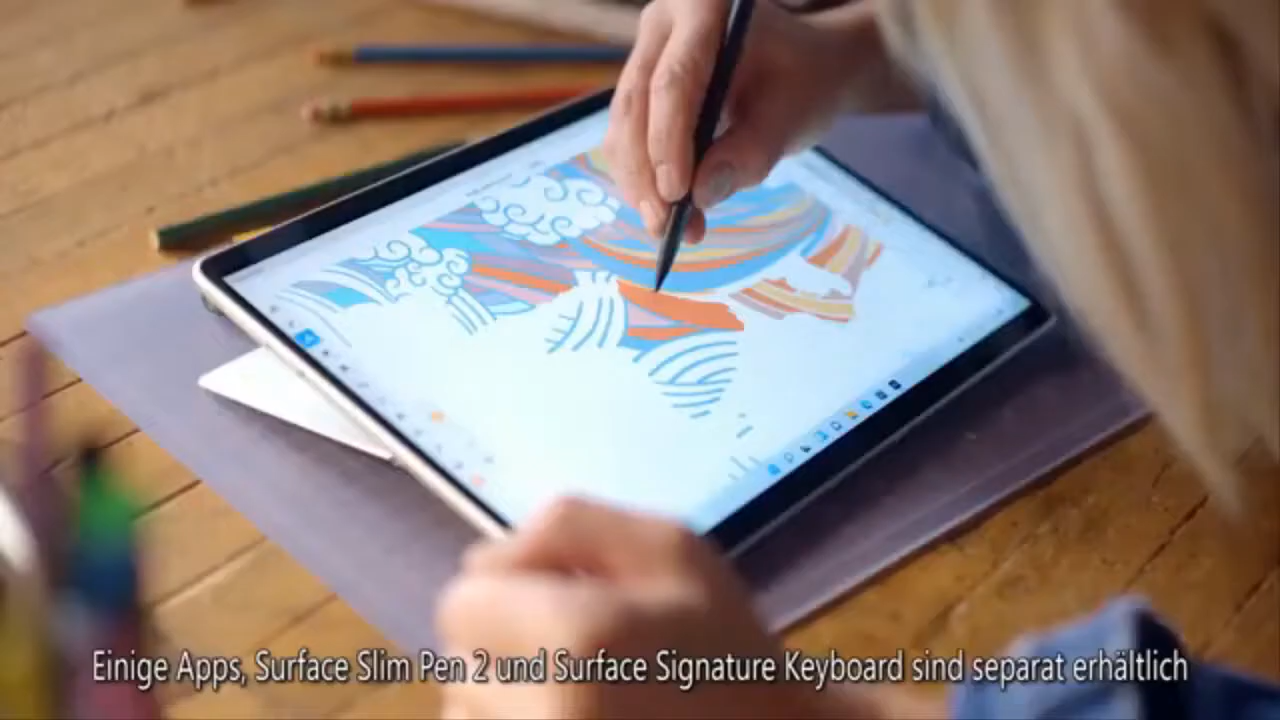 Einige Apps, Surface Slim Pen 2 und Surface Signature Keyboard sind separat erhältlich